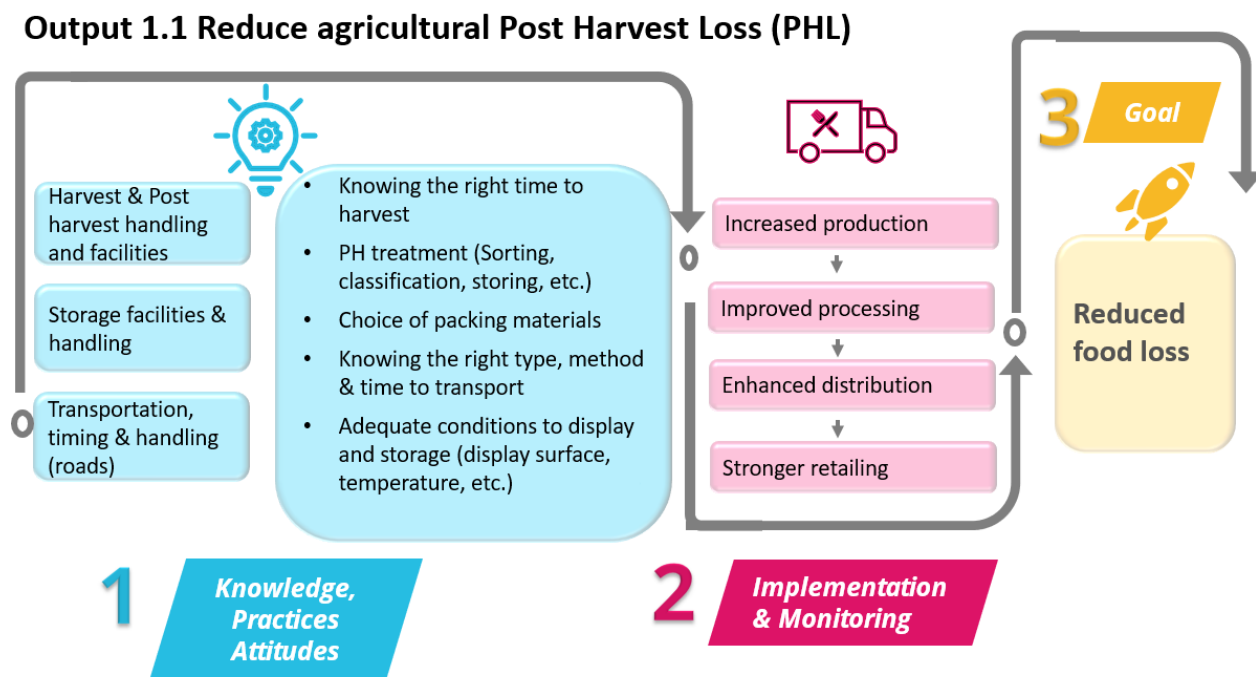 Output 1.1 Reduce agricultural Post Harvest Loss (PHL)
Harvest & Post
harvest handling
and facilities
Storage facilities &
handling
Transportation,
timing & handling
(roads)
• Knowing the right time to
harvest
• PH treatment (Sorting,
classification, storing, etc.)
• Choice of packing materials
• Knowing the right type, method
& time to transport
• Adequate conditions to display
and storage (display surface,
temperature, etc.)
1
Knowledge,
Practices
Attitudes
Increased production
Improved processing
Enhanced distribution
Stronger retailing
2
Implementation
& Monitoring
3
Goal
Reduced
food loss